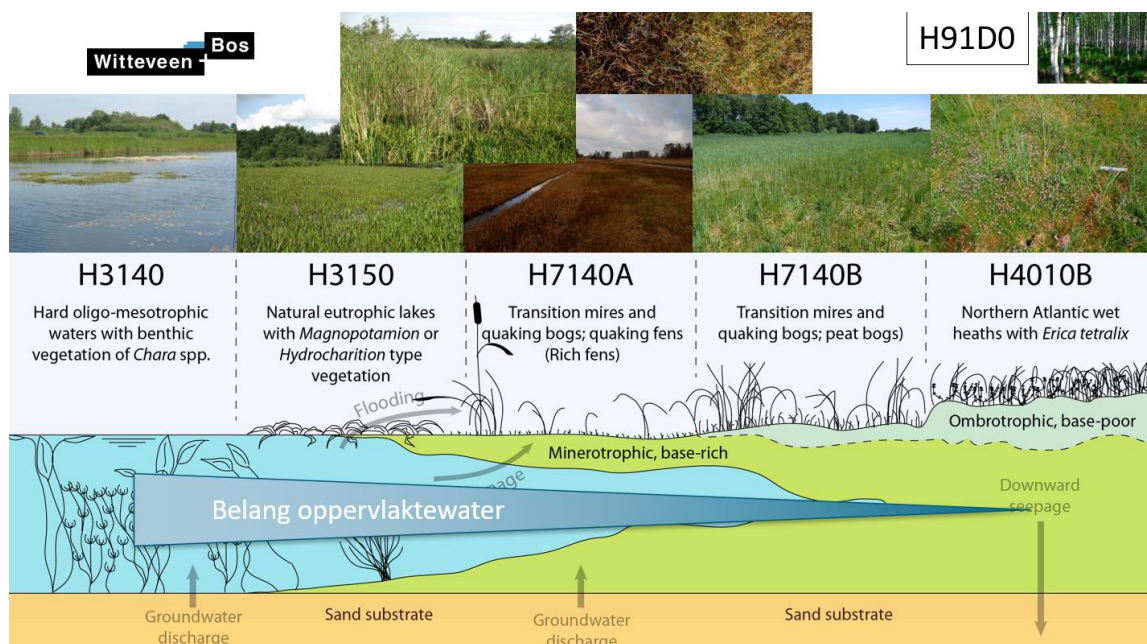 Witteveen
Bos
H91D0
H3140
Hard oligo-mesotrophic
waters with benthic
vegetation of Chara spp.
H3150
Natural eutrophic lakes
with Magnopotamion or
Hydrocharition type
vegetation
H7140A
Transition mires and
quaking bogs; quaking fens
(Rich fens)
H7140B
Transition mires and
quaking bogs; peat bogs)
H4010B
Northern Atlantic wet
heaths with Erica tetralix
Flooding
Ombrotrophic, base-poor
Minerotrophic, base-rich
Belang oppervlaktewater
Downward
seepage
Groundwater
discharge
Sand substrate
Groundwater
discharge
Sand substrate